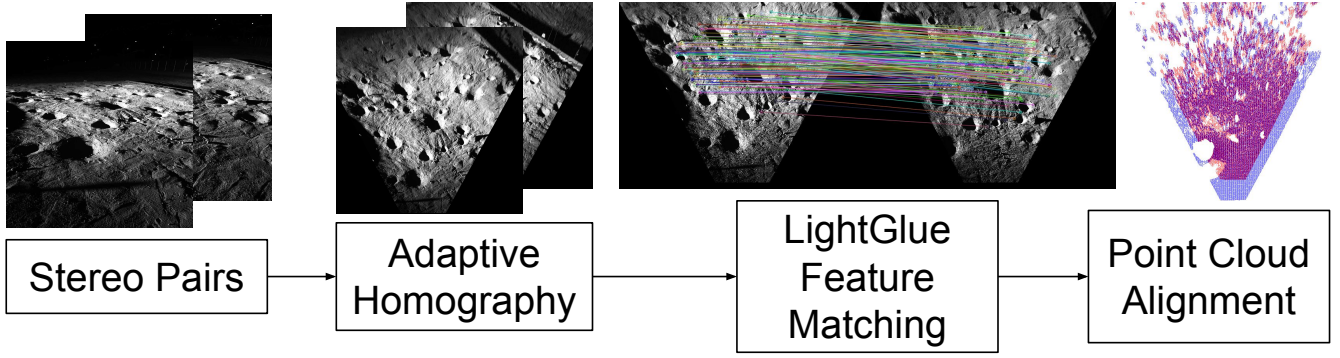 Stereo Pairs
Adaptive
Homography
LightGlue
Feature
Matching
Point Cloud
Alignment